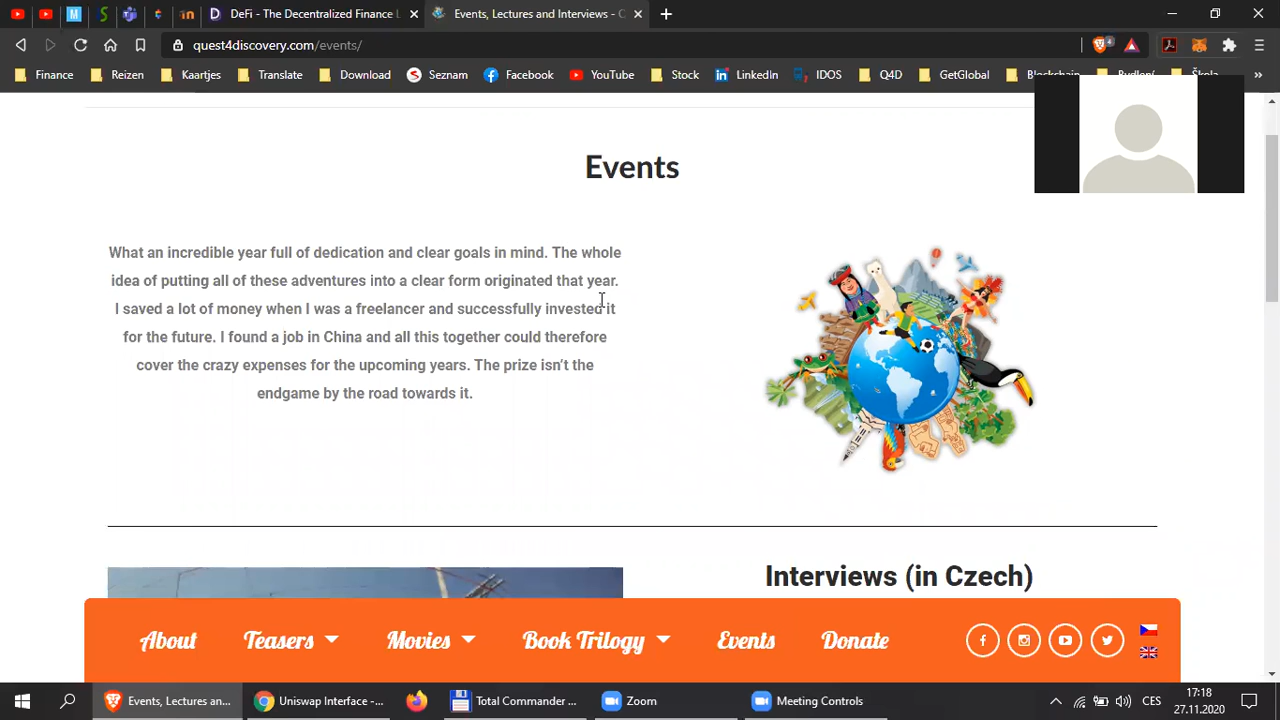 DeFi - The Decentralized Finance L
Events, Lectures and Interviews - C
quest4discovery.com/events/
4
Finance
Reizen
Kaartjes
Translate
Download
Seznam
Facebook
YouTube
Stock
LinkedIn
IDOS
Q4D
GetGlobal
Blockchain
Bydlení
Škola
Events
What an incredible year full of dedication and clear goals in mind. The whole
idea of putting all of these adventures into a clear form originated that year.
I saved a lot of money when I was a freelancer and successfully invested it
for the future. I found a job in China and all this together could therefore
cover the crazy expenses for the upcoming years. The prize isn't the
endgame by the road towards it.
Interviews (in Czech)
About
Teasers
Movies
Book Trilogy
Events
Donate
Events, Lectures an...
Uniswap Interface -...
Total Commander ...
Zoom
Meeting Controls
CES
17:18
27.11.2020